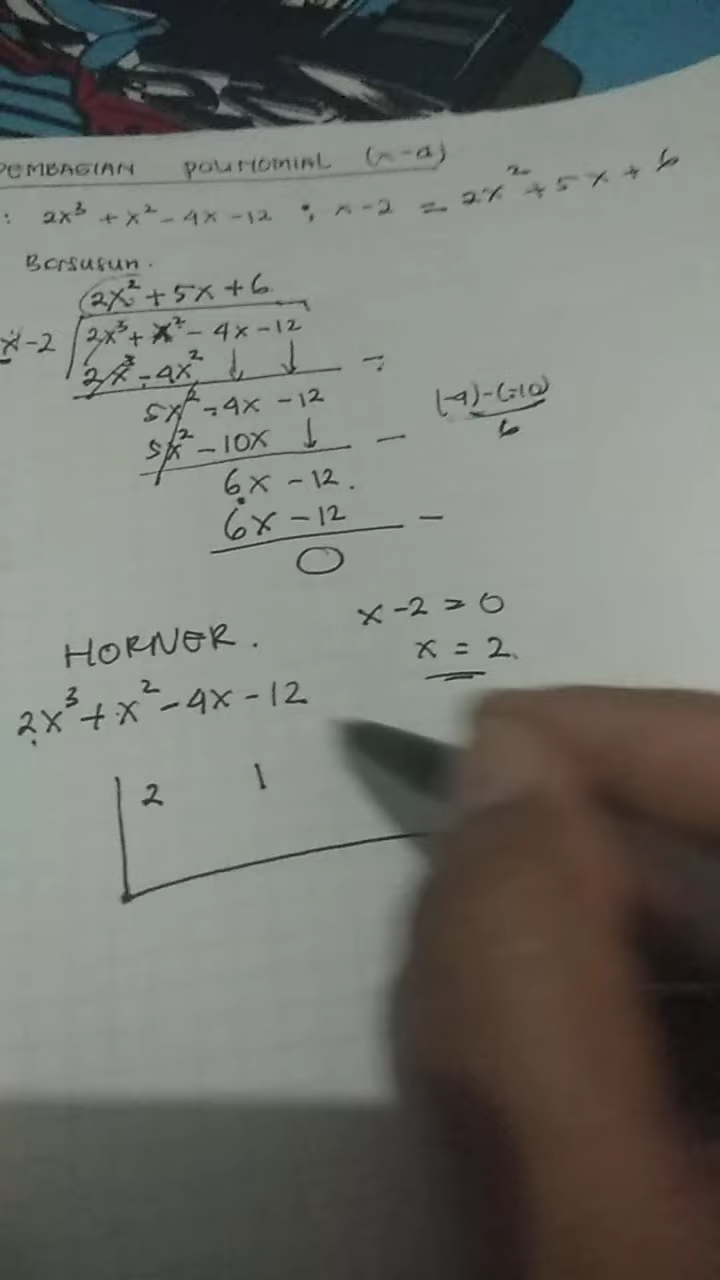 PEMBAGIAN POLINOMIAL (x-a)
: 2x³ + x² - 4x - 12 : x-2 = 2x² + 5x + 6
Bersusun.
2x² + 5x + 6
x-2 2x³ + x² - 4x - 12
2x³ - 4x² -
5x² - 4x - 12
(-4) - (-10)
6
5x² - 10x -
6x - 12.
6x - 12 -
0
HORNER.
x - 2 = 0
x = 2.
2x³ + x² - 4x - 12
2 1